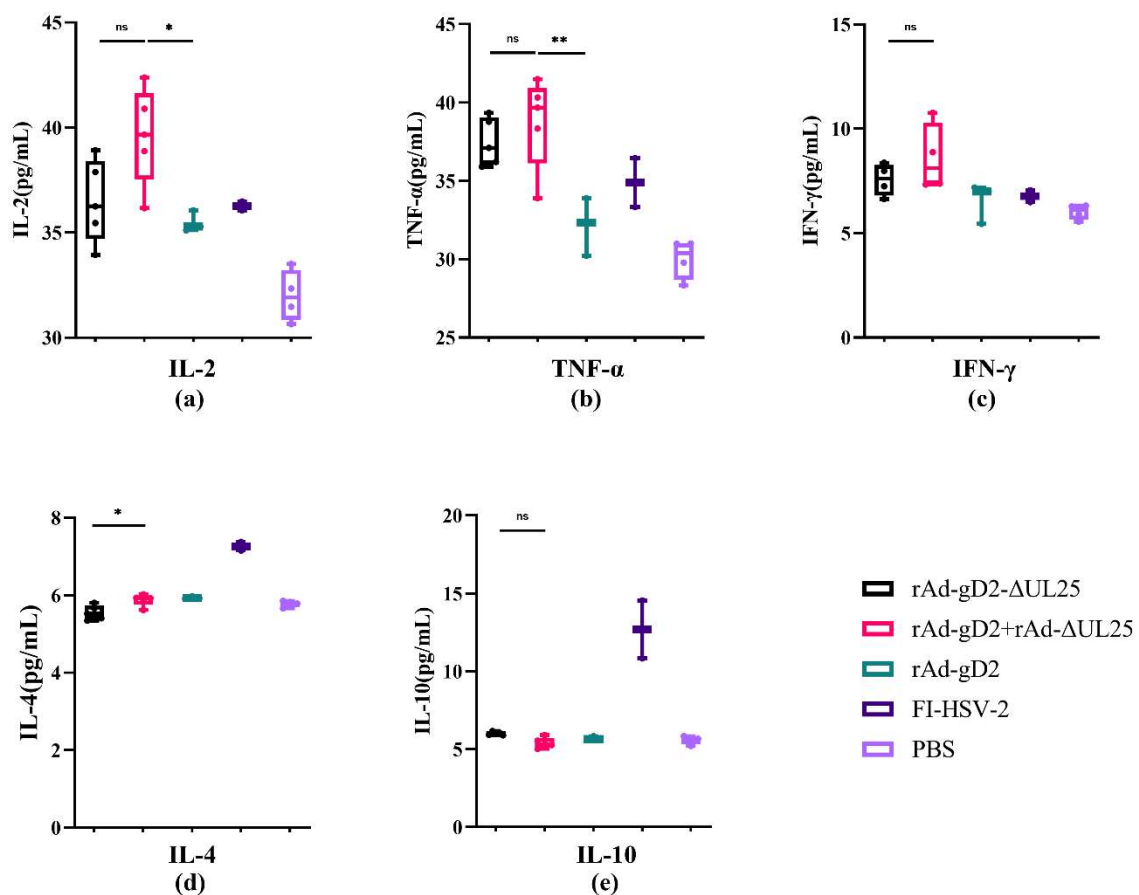 45
40
35
30
IL-2(pg/mL)
ns
*
IL-2
(a)
45
40
35
30
25
TNF-α(pg/mL)
ns
**
TNF-α
(b)
15
10
5
0
IFN-γ(pg/mL)
ns
IFN-γ
(c)
8
6
4
2
0
IL-4(pg/mL)
*
IL-4
(d)
20
15
10
5
0
IL-10(pg/mL)
ns
IL-10
(e)
rAd-gD2-ΔUL25
rAd-gD2+rAd-ΔUL25
rAd-gD2
FI-HSV-2
PBS